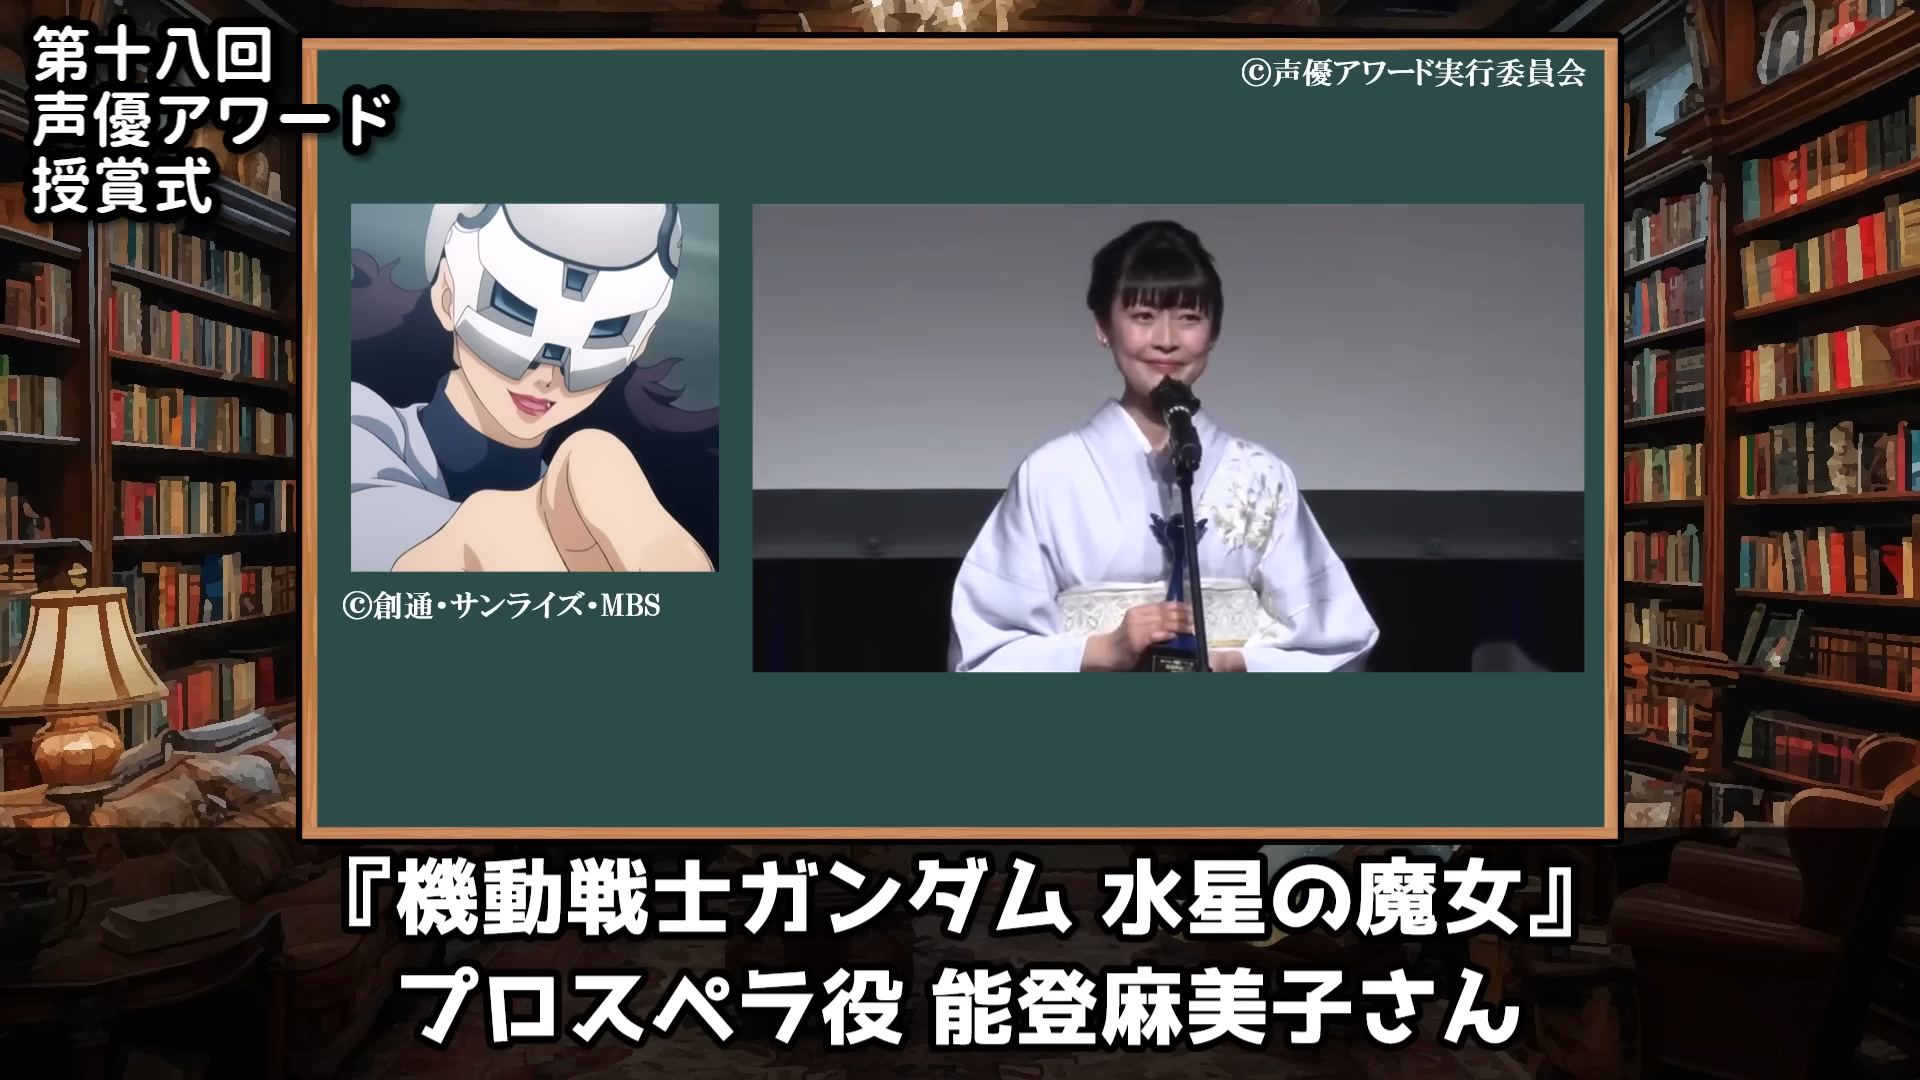 第十八回
声優アワード
授賞式
©声優アワード実行委員会
©創通・サンライズ・MBS
『機動戦士ガンダム 水星の魔女』
プロスペラ役 能登麻美子さん